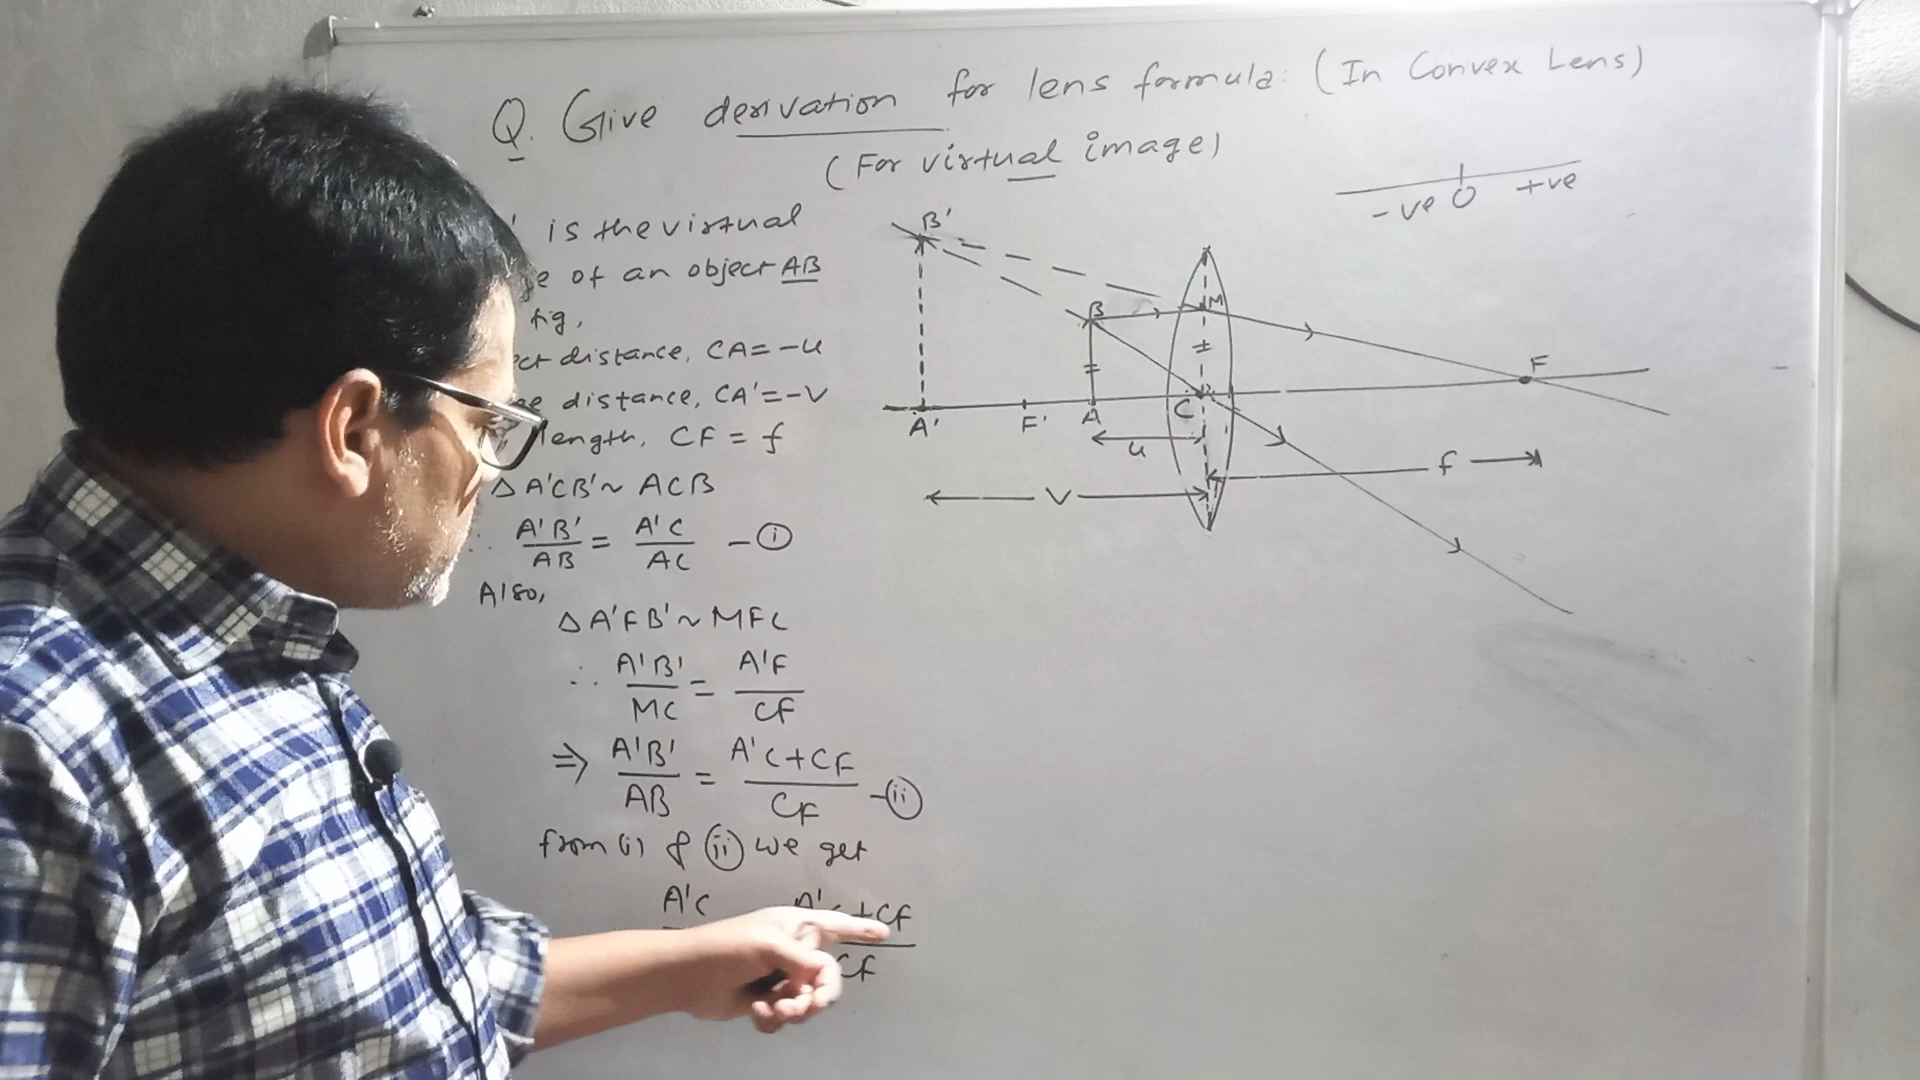 Q. Give derivation for lens formula: (In Convex Lens)
(For virtual image)
-ve O +ve
' is the virtual
e of an object AB
fig,
ct distance, CA = -u
e distance, CA' = -v
length, CF = f
Δ A'CB' ~ ACB
∴ A'B'/AB = A'C/AC - (i)
Also,
Δ A'FB' ~ MFC
∴ A'B'/MC = A'F/CF
⇒ A'B'/AB = A'C+CF/CF - (ii)
from (i) & (ii) we get
A'C A'C+CF/CF
B'
B M
F
A' F' A C
u
f
V